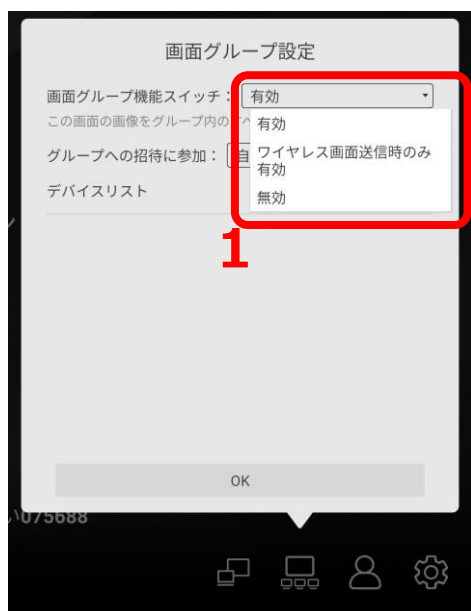 画面グループ設定
画面グループ機能スイッチ： 有効
この画面の画像をグループ内の
有効
グループへの招待に参加：
ワイヤレス画面送信時のみ
有効
デバイスリスト
無効
1
OK
075688